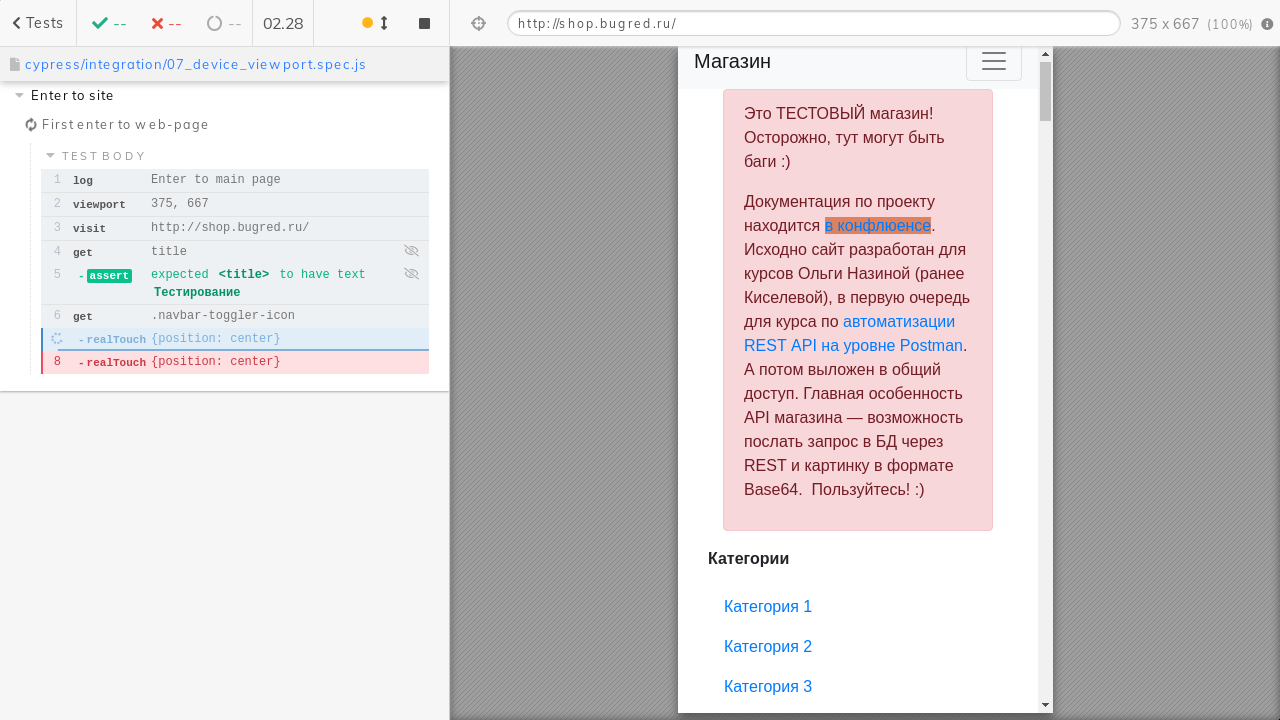 Tests
--
--
--
02.28
http://shop.bugred.ru/
375 x 667 (100%)
cypress/integration/07_device_viewport.spec.js
Enter to site
First enter to web-page
TEST BODY
1 log Enter to main page
2 viewport 375, 667
3 visit http://shop.bugred.ru/
4 get title
5 -assert expected <title> to have text
Тестирование
6 get .navbar-toggler-icon
-realTouch {position: center}
8 -realTouch {position: center}
Магазин
Это ТЕСТОВЫЙ магазин!
Осторожно, тут могут быть
баги :)
Документация по проекту
находится в конфлюенсе.
Исходно сайт разработан для
курсов Ольги Назиной (ранее
Киселевой), в первую очередь
для курса по автоматизации
REST API на уровне Postman.
А потом выложен в общий
доступ. Главная особенность
API магазина — возможность
послать запрос в БД через
REST и картинку в формате
Base64.  Пользуйтесь! :)
Категории
Категория 1
Категория 2
Категория 3